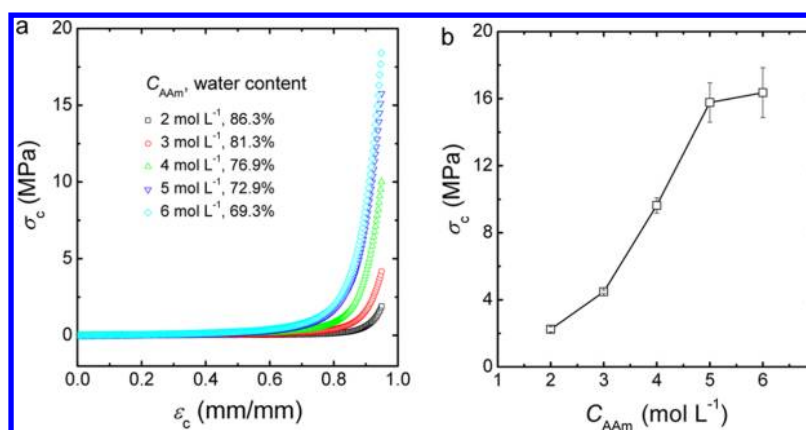 a
20
15
10
5
0
σc (MPa)
CAAm, water content
2 mol L-1, 86.3%
3 mol L-1, 81.3%
4 mol L-1, 76.9%
5 mol L-1, 72.9%
6 mol L-1, 69.3%
0.0 0.2 0.4 0.6 0.8 1.0
εc (mm/mm)
b
20
16
12
8
4
0
σc (MPa)
1 2 3 4 5 6
CAAm (mol L-1)